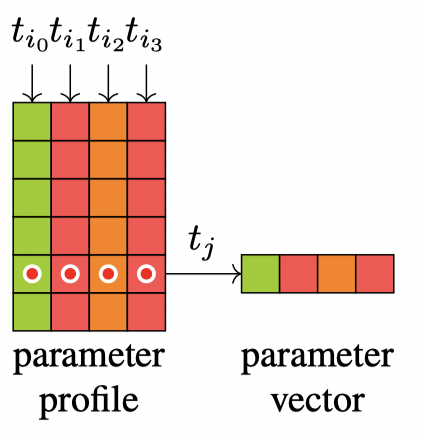 t_{i_0} t_{i_1} t_{i_2} t_{i_3}
t_j
parameter profile
parameter vector